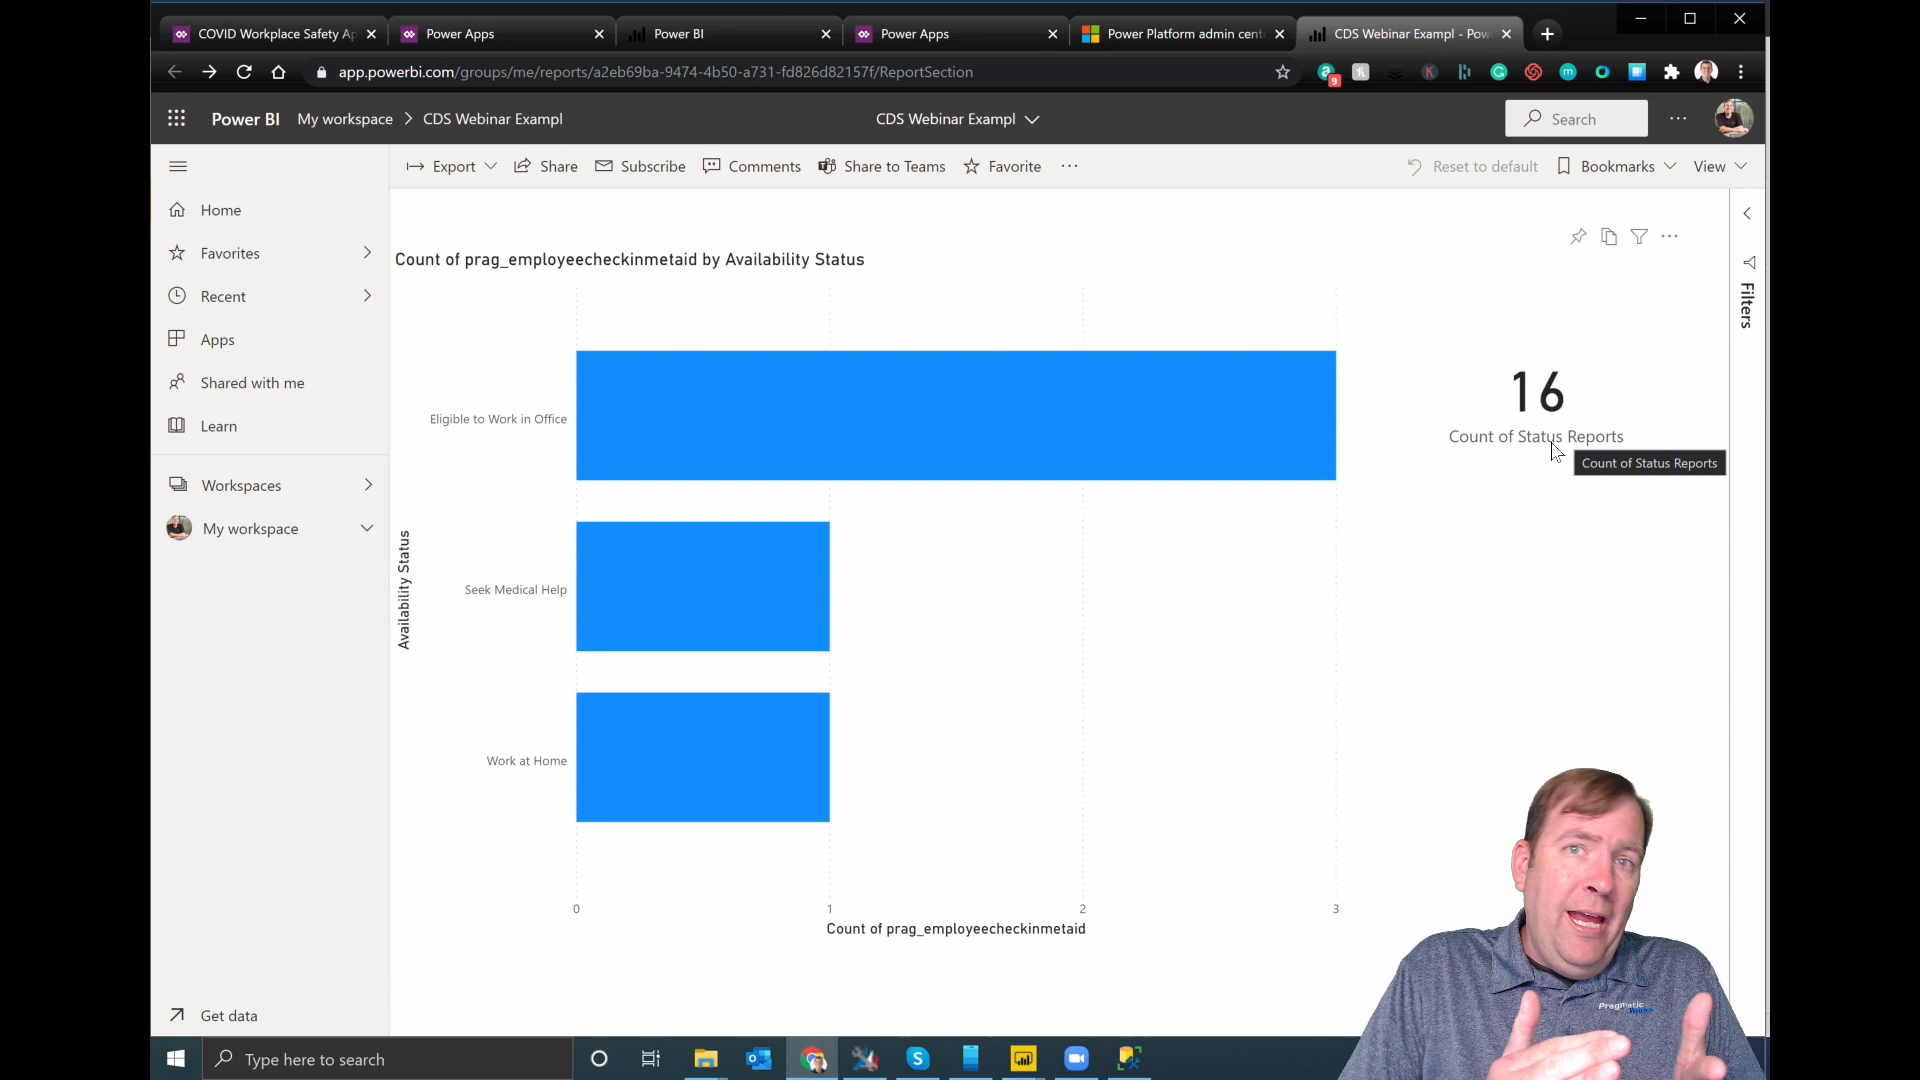 COVID Workplace Safety Ap
Power Apps
Power BI
Power Apps
Power Platform admin cent
CDS Webinar Exampl - Pow
app.powerbi.com/groups/me/reports/a2eb69ba-9474-4b50-a731-fd826d82157f/ReportSection
9
Power BI
My workspace > CDS Webinar Exampl
CDS Webinar Exampl
Search
Export
Share
Subscribe
Comments
Share to Teams
Favorite
Reset to default
Bookmarks
View
Home
Favorites
Recent
Apps
Shared with me
Learn
Workspaces
My workspace
Get data
Count of prag_employeecheckinmetaid by Availability Status
Availability Status
Eligible to Work in Office
Seek Medical Help
Work at Home
0
1
2
3
Count of prag_employeecheckinmetaid
16
Count of Status Reports
Count of Status Reports
Filters
Pragmatic
Works
Type here to search